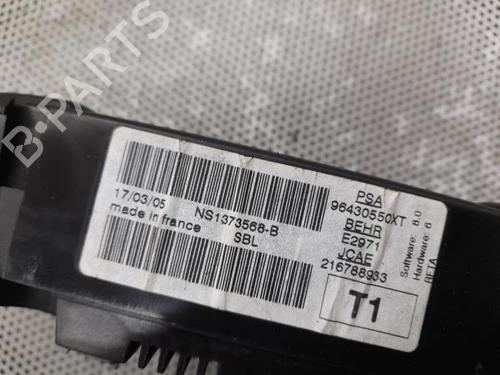 17/03/05 NS1373568-B
made in france SBL
PSA
96430550XT
BEHR
E2971
JCAE
216788933
T1
Software: 8.0
Hardware: 6
BETA
B-PARTS